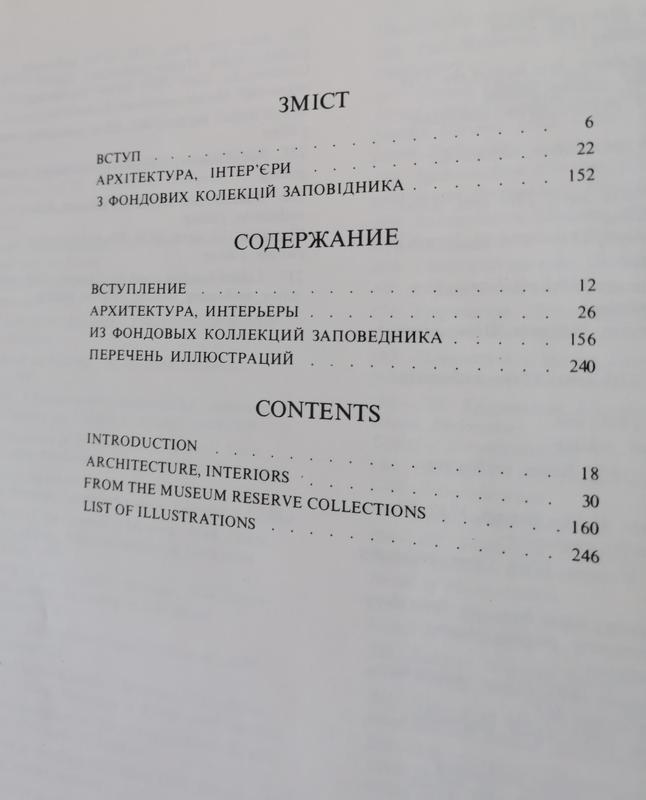 ЗМІСТ
ВСТУП . . . . . . . . . . . . . . . . . . . 6
АРХІТЕКТУРА, ІНТЕР'ЄРИ . . . . . . . . . . . 22
З ФОНДОВИХ КОЛЕКЦІЙ ЗАПОВІДНИКА . . . . . . . 152
СОДЕРЖАНИЕ
ВСТУПЛЕНИЕ . . . . . . . . . . . . . . . . . 12
АРХИТЕКТУРА, ИНТЕРЬЕРЫ . . . . . . . . . . . . 26
ИЗ ФОНДОВЫХ КОЛЛЕКЦИЙ ЗАПОВЕДНИКА . . . . . . 156
ПЕРЕЧЕНЬ ИЛЛЮСТРАЦИЙ . . . . . . . . . . . . 240
CONTENTS
INTRODUCTION . . . . . . . . . . . . . . . . 18
ARCHITECTURE, INTERIORS . . . . . . . . . . . . 30
FROM THE MUSEUM RESERVE COLLECTIONS . . . . . . 160
LIST OF ILLUSTRATIONS . . . . . . . . . . . . . 246